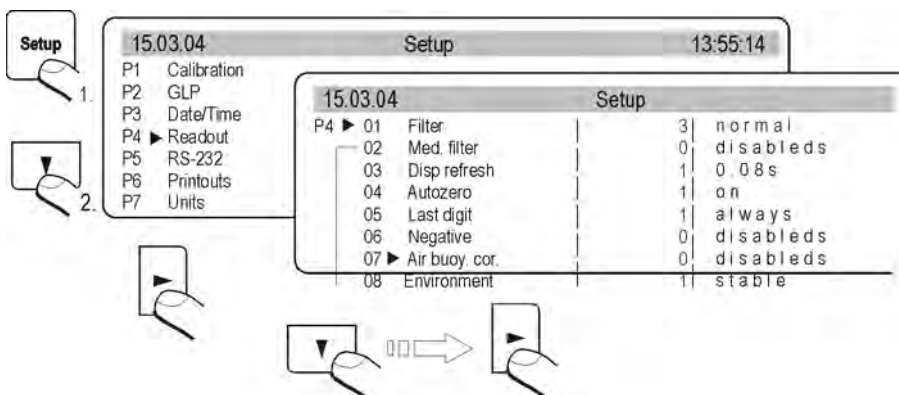 Setup
1.
2.
15.03.04 Setup 13:55:14
P1 Calibration
P2 GLP
P3 Date/Time
P4 ► Readout
P5 RS-232
P6 Printouts
P7 Units
15.03.04 Setup
P4 ► 01 Filter | 3| normal
02 Med. filter | 0| disableds
03 Disp refresh | 1| 0.08s
04 Autozero | 1| on
05 Last digit | 1| always
06 Negative | 0| disableds
07 ► Air buoy. cor. | 0| disableds
08 Environment | 1| stable